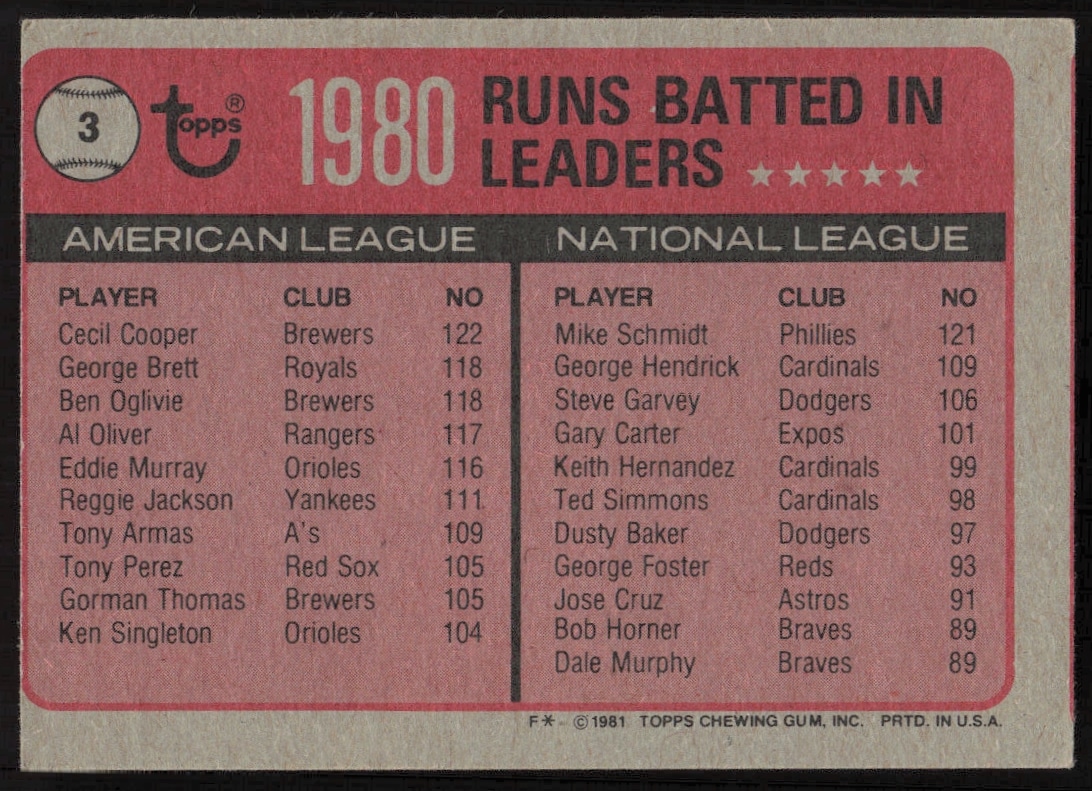 3 Topps ® 1980 RUNS BATTED IN
LEADERS
AMERICAN LEAGUE
PLAYER CLUB NO
Cecil Cooper Brewers 122
George Brett Royals 118
Ben Oglivie Brewers 118
Al Oliver Rangers 117
Eddie Murray Orioles 116
Reggie Jackson Yankees 111
Tony Armas A's 109
Tony Perez Red Sox 105
Gorman Thomas Brewers 105
Ken Singleton Orioles 104
NATIONAL LEAGUE
PLAYER CLUB NO
Mike Schmidt Phillies 121
George Hendrick Cardinals 109
Steve Garvey Dodgers 106
Gary Carter Expos 101
Keith Hernandez Cardinals 99
Ted Simmons Cardinals 98
Dusty Baker Dodgers 97
George Foster Reds 93
Jose Cruz Astros 91
Bob Horner Braves 89
Dale Murphy Braves 89
F* ©1981 TOPPS CHEWING GUM, INC. PRTD. IN U.S.A.